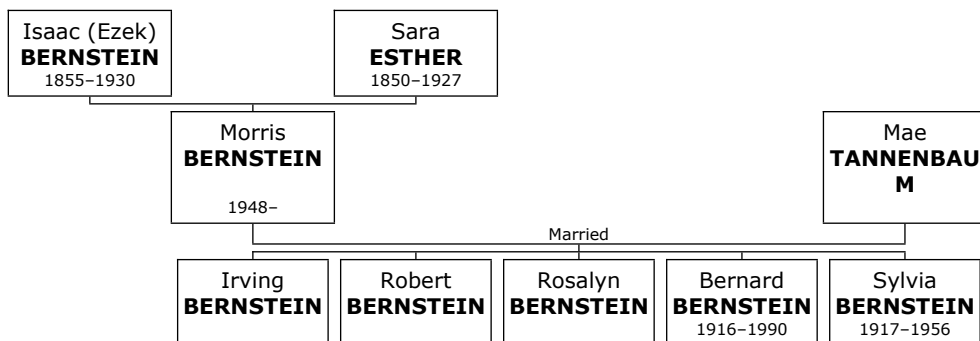 Isaac (Ezek)
BERNSTEIN
1855–1930
Sara
ESTHER
1850–1927
Morris
BERNSTEIN
1948–
Mae
TANNENBAU
M
Married
Irving
BERNSTEIN
Robert
BERNSTEIN
Rosalyn
BERNSTEIN
Bernard
BERNSTEIN
1916–1990
Sylvia
BERNSTEIN
1917–1956